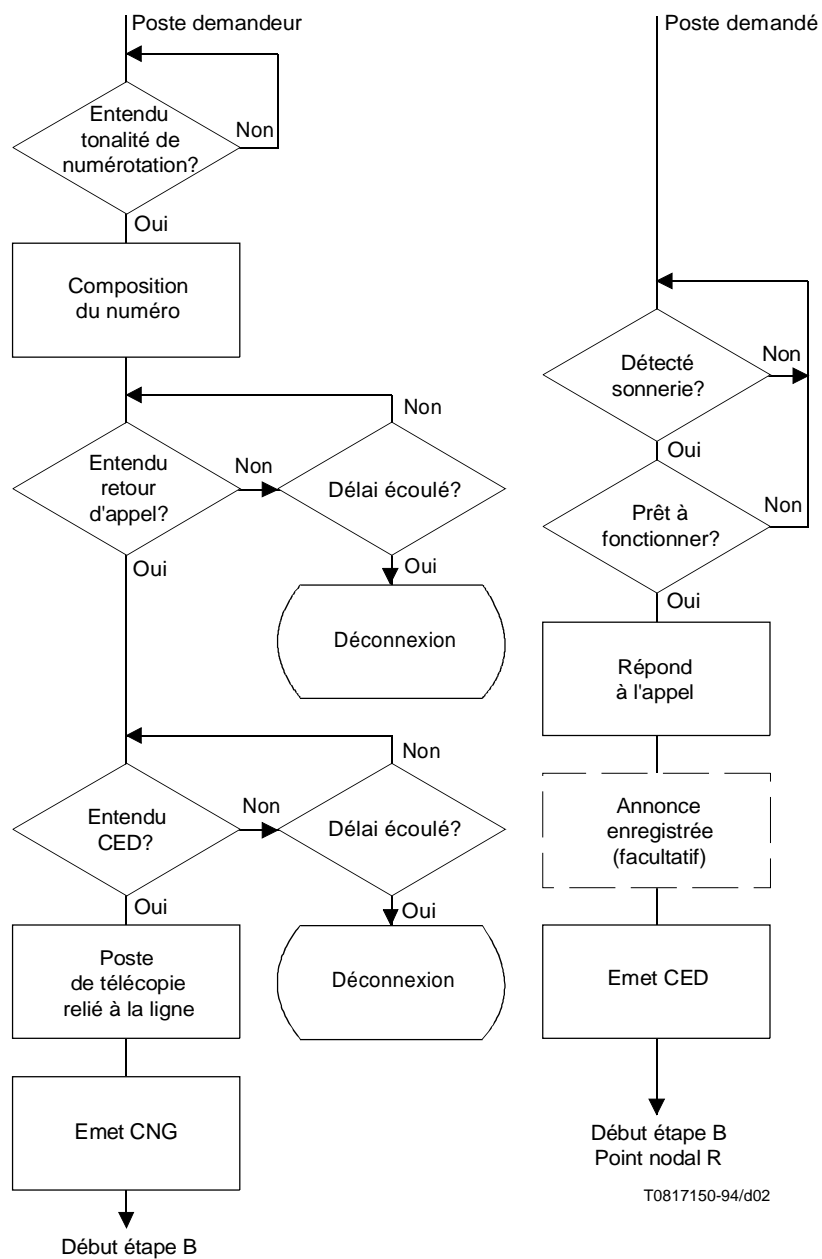 Poste demandeur
Entendu
tonalité de
numérotation?
Non
Oui
Composition
du numéro
Non
Entendu
retour
d'appel?
Non
Délai écoulé?
Oui
Oui
Déconnexion
Non
Entendu
CED?
Non
Délai écoulé?
Oui
Oui
Poste
de télécopie
relié à la ligne
Déconnexion
Emet CNG
Début étape B
Poste demandé
Détecté
sonnerie?
Non
Oui
Prêt à
fonctionner?
Non
Oui
Répond
à l'appel
Annonce
enregistrée
(facultatif)
Emet CED
Début étape B
Point nodal R
T0817150-94/d02